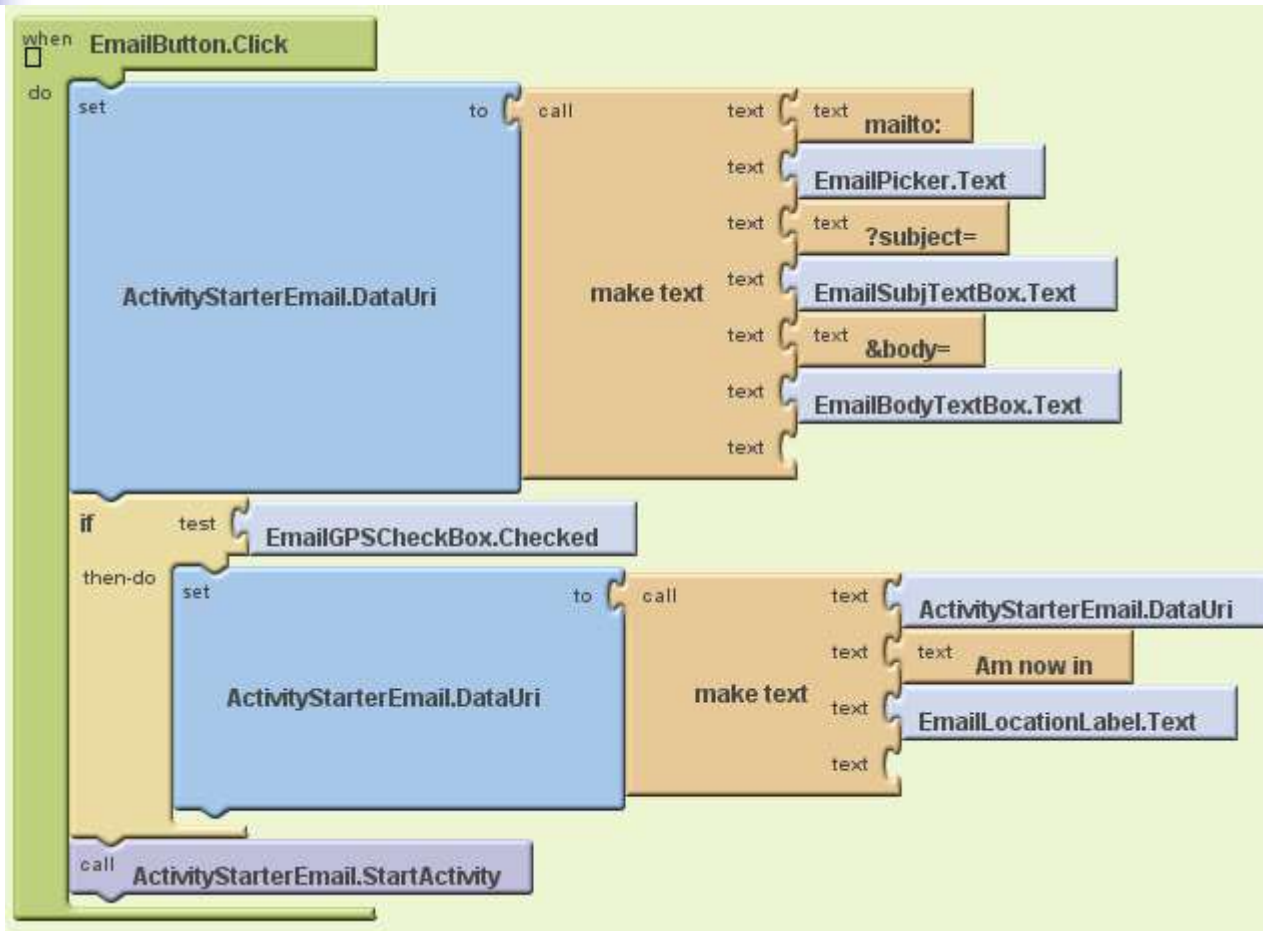 when EmailButton.Click
do
set to call text text mailto:
text EmailPicker.Text
text text ?subject=
ActivityStarterEmail.DataUri make text text EmailSubjTextBox.Text
text text &body=
text EmailBodyTextBox.Text
text
if test EmailGPSCheckBox.Checked
then-do
set to call text ActivityStarterEmail.DataUri
text text Am now in
ActivityStarterEmail.DataUri make text text EmailLocationLabel.Text
text
call ActivityStarterEmail.StartActivity